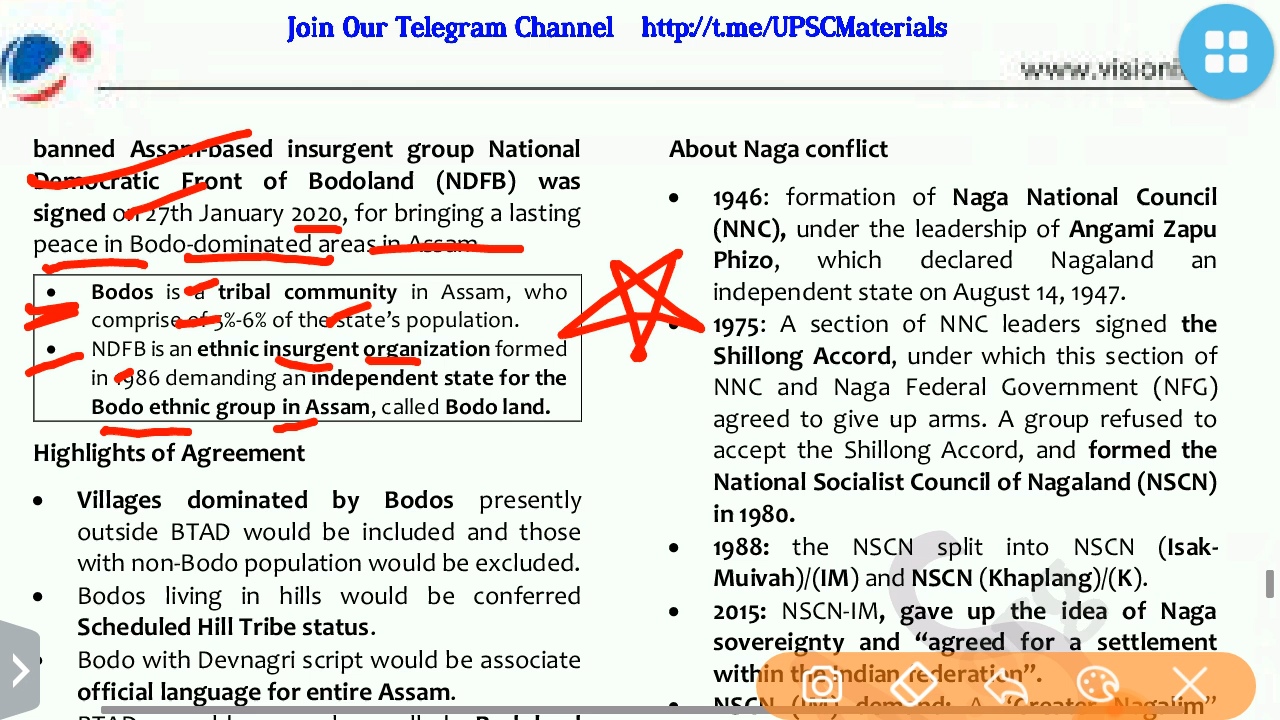 Join Our Telegram Channel http://t.me/UPSCMaterials
banned Assam-based insurgent group National
Democratic Front of Bodoland (NDFB) was
signed on 27th January 2020, for bringing a lasting
peace in Bodo-dominated areas in Assam.
• Bodos is a tribal community in Assam, who
comprise of 5%-6% of the state's population.
• NDFB is an ethnic insurgent organization formed
in 1986 demanding an independent state for the
Bodo ethnic group in Assam, called Bodo land.
Highlights of Agreement
• Villages dominated by Bodos presently
outside BTAD would be included and those
with non-Bodo population would be excluded.
• Bodos living in hills would be conferred
Scheduled Hill Tribe status.
• Bodo with Devnagri script would be associate
official language for entire Assam.
www.vision
About Naga conflict
• 1946: formation of Naga National Council
(NNC), under the leadership of Angami Zapu
Phizo, which declared Nagaland an
independent state on August 14, 1947.
• 1975: A section of NNC leaders signed the
Shillong Accord, under which this section of
NNC and Naga Federal Government (NFG)
agreed to give up arms. A group refused to
accept the Shillong Accord, and formed the
National Socialist Council of Nagaland (NSCN)
in 1980.
• 1988: the NSCN split into NSCN (Isak-
Muivah)/(IM) and NSCN (Khaplang)/(K).
• 2015: NSCN-IM, gave up the idea of Naga
sovereignty and "agreed for a settlement
within the indian federation".
• NSCN (IM) demand: A "Greater Nagalim"